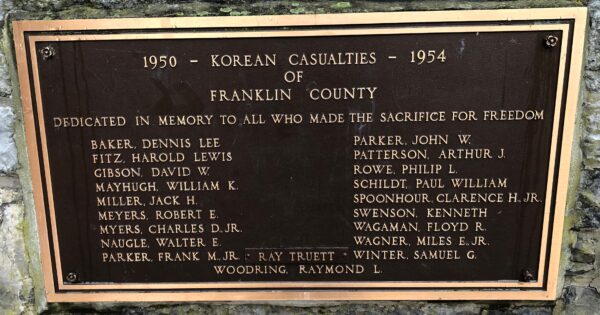 1950 - KOREAN CASUALTIES - 1954
OF
FRANKLIN COUNTY
DEDICATED IN MEMORY TO ALL WHO MADE THE SACRIFICE FOR FREEDOM
BAKER, DENNIS LEE
FITZ, HAROLD LEWIS
GIBSON, DAVID W.
MAYHUGH, WILLIAM K.
MILLER, JACK H.
MEYERS, ROBERT E.
MYERS, CHARLES D. JR.
NAUGLE, WALTER E.
PARKER, FRANK M., JR.
PARKER, JOHN W.
PATTERSON, ARTHUR J.
ROWE, PHILIP L.
SCHILDT, PAUL WILLIAM
SPOONHOUR, CLARENCE H. JR.
SWENSON, KENNETH
WAGAMAN, FLOYD R.
WAGNER, MILES E. JR.
WINTER, SAMUEL G.
RAY TRUETT
WOODRING, RAYMOND L.